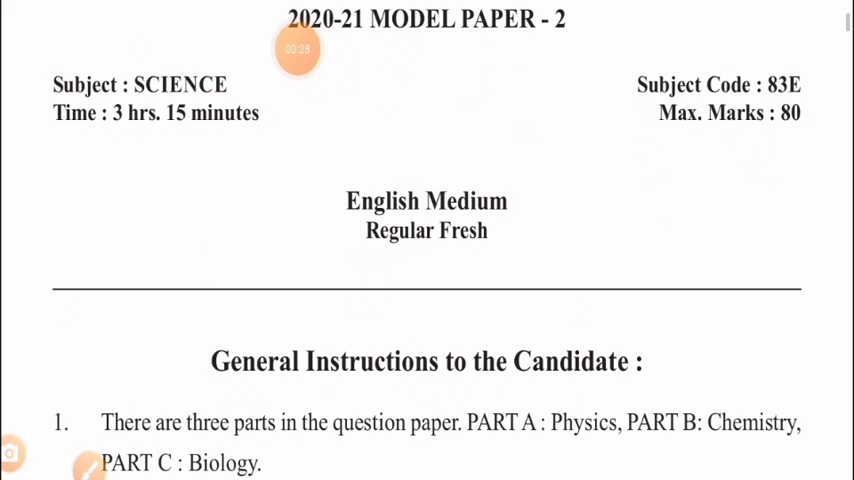 2020-21 MODEL PAPER - 2
00:29
Subject : SCIENCE Subject Code : 83E
Time : 3 hrs. 15 minutes Max. Marks : 80
English Medium
Regular Fresh
General Instructions to the Candidate :
1. There are three parts in the question paper. PART A : Physics, PART B: Chemistry,
PART C : Biology.